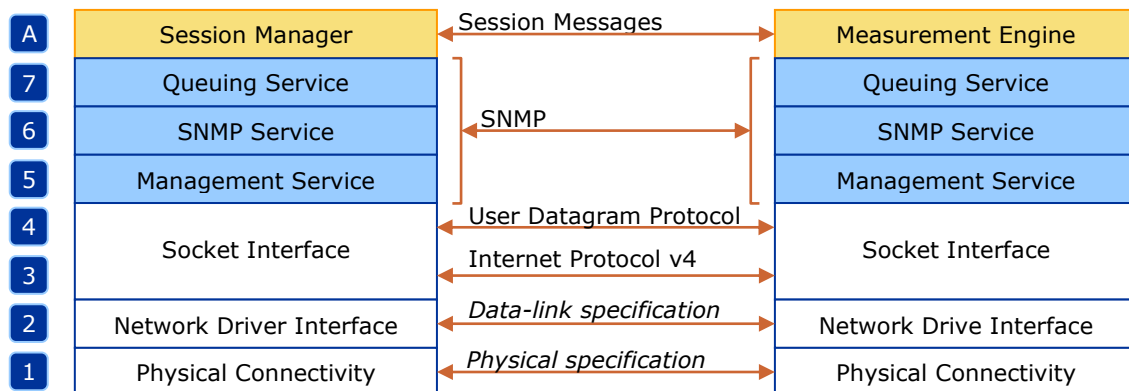 A Session Manager Session Messages Measurement Engine
7 Queuing Service Queuing Service
6 SNMP Service SNMP SNMP Service
5 Management Service Management Service
4 User Datagram Protocol
Socket Interface Socket Interface
3 Internet Protocol v4
2 Network Driver Interface Data-link specification Network Drive Interface
1 Physical Connectivity Physical specification Physical Connectivity